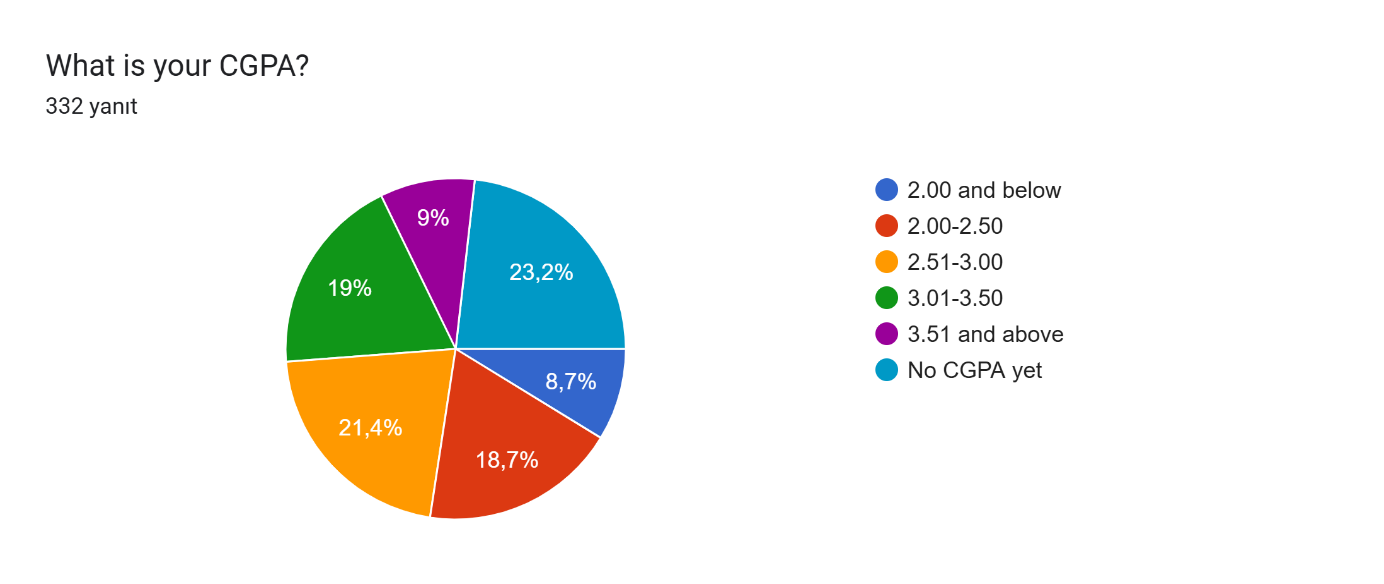 What is your CGPA?
332 yanıt
9%
23,2%
19%
8,7%
21,4%
18,7%
2.00 and below
2.00-2.50
2.51-3.00
3.01-3.50
3.51 and above
No CGPA yet